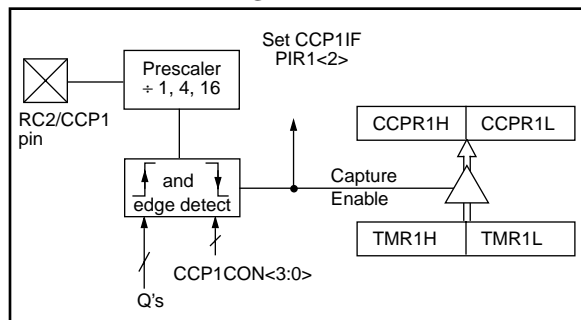 Set CCP1IF
PIR1<2>
Prescaler
÷ 1, 4, 16
RC2/CCP1
pin
CCPR1H CCPR1L
and
edge detect
Capture
Enable
TMR1H TMR1L
CCP1CON<3:0>
Q's